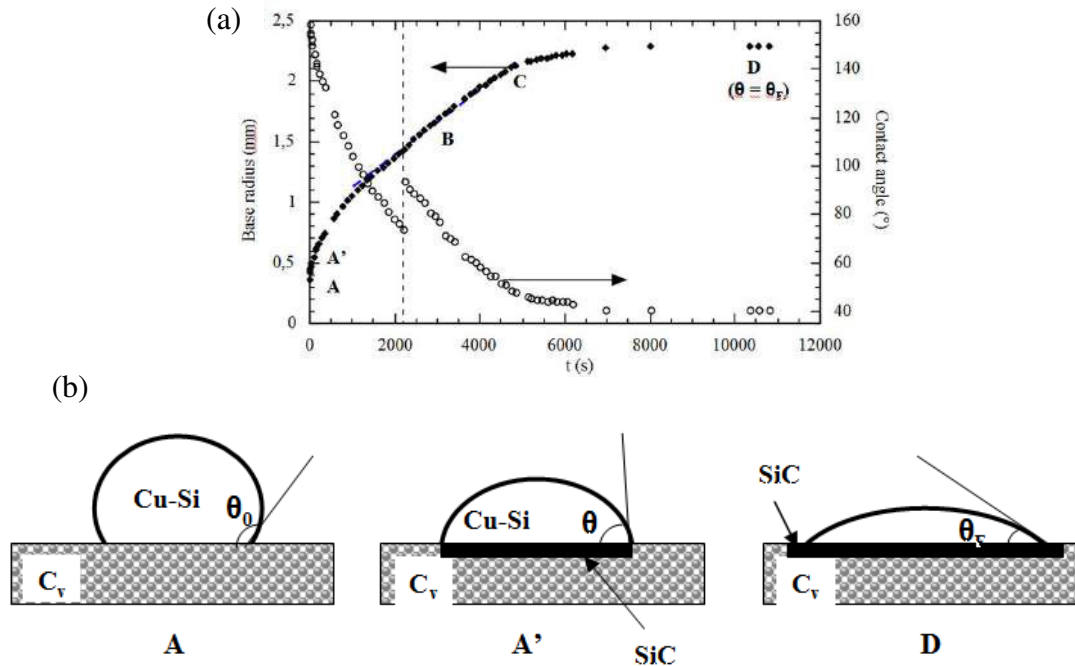 (a)
2,5
2
1,5
1
0,5
0
Base radius (mm)
A'
A
B
C
D
(θ = θF)
160
140
120
100
80
60
40
Contact angle (°)
0 2000 4000 6000 8000 10000 12000
t (s)
(b)
Cu-Si
θ0
Cv
A
Cu-Si
θ
Cv
A’
SiC
SiC
θF
Cv
D